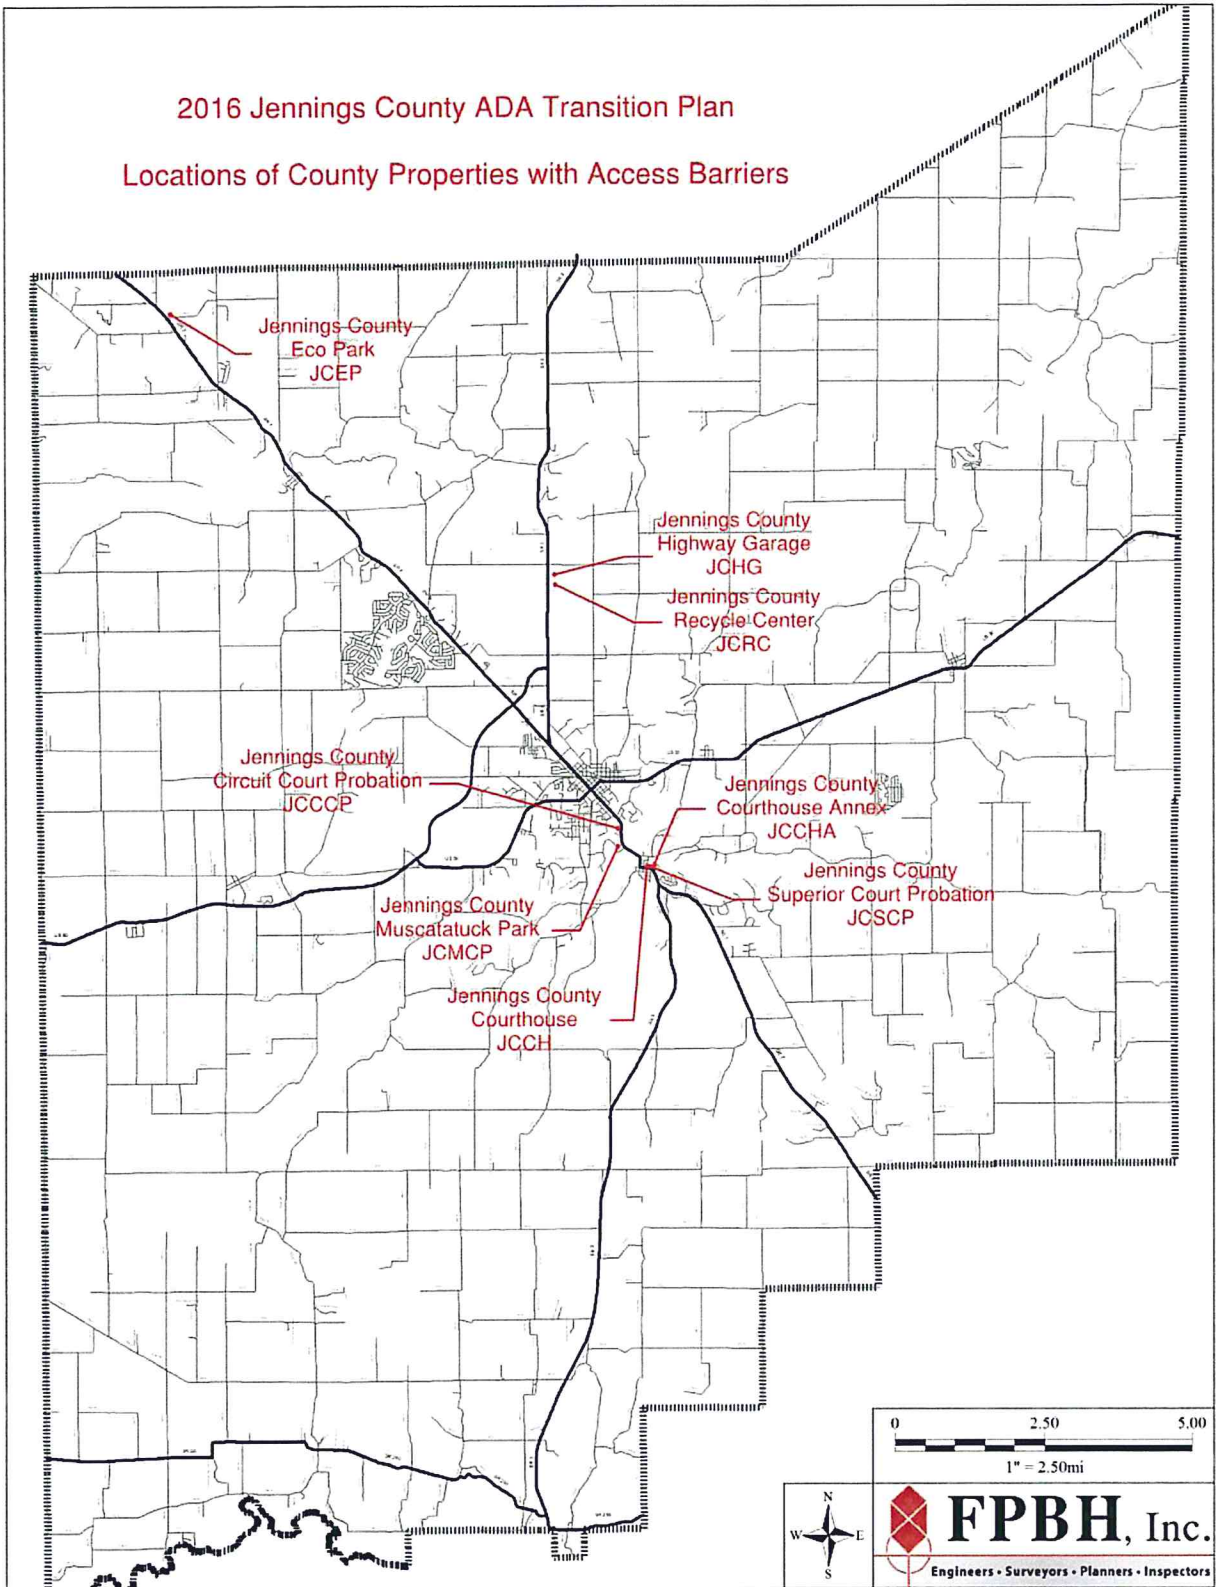 2016 Jennings County ADA Transition Plan
Locations of County Properties with Access Barriers
Jennings County
Eco Park
JCEP
Jennings County
Highway Garage
JCHG
Jennings County
Recycle Center
JCRC
Jennings County
Circuit Court Probation
JCCCP
Jennings County
Courthouse Annex
JCCHA
Jennings County
Superior Court Probation
JCSCP
Jennings County
Muscatatuck Park
JCMCP
Jennings County
Courthouse
JCCH
0 2.50 5.00
1" = 2.50mi
N
W E
S
FPBH, Inc.
Engineers • Surveyors • Planners • Inspectors